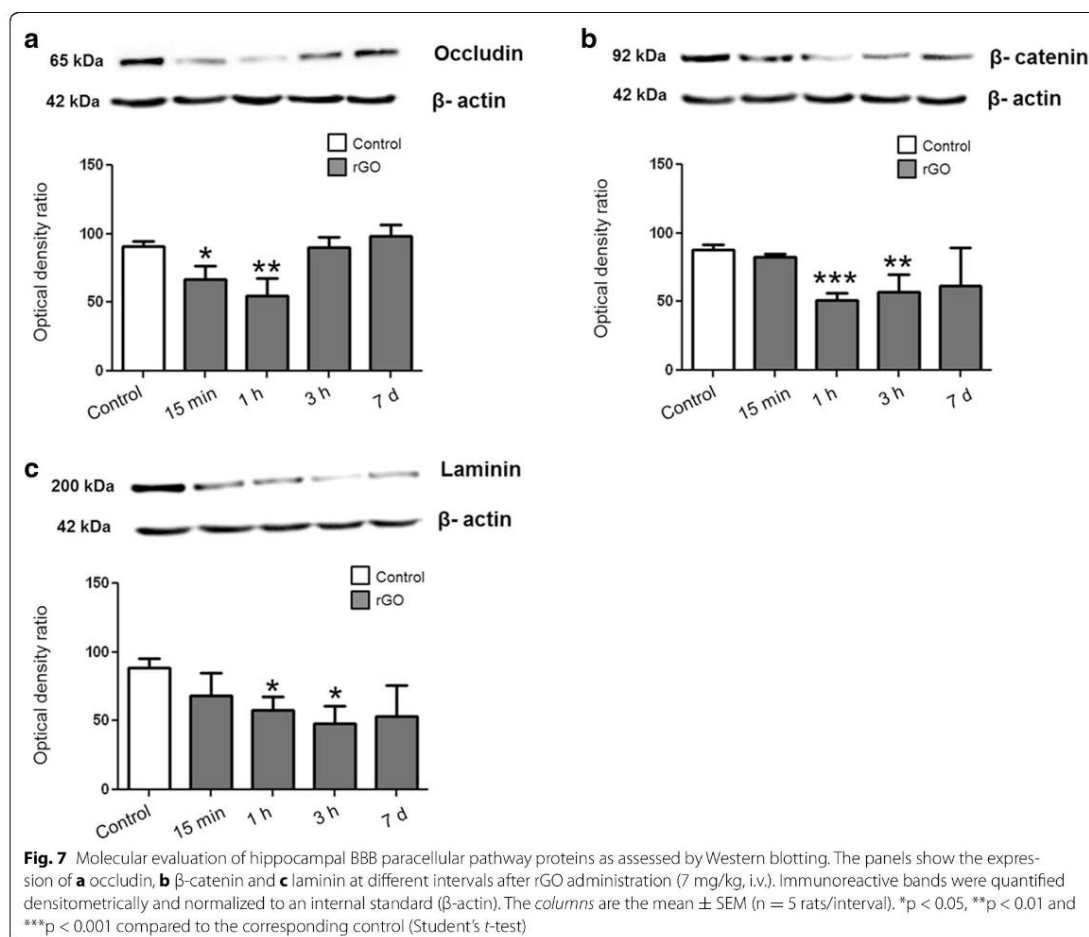 a
65 kDa
Occludin
42 kDa
β- actin
Control
rGO
150
100
50
0
Optical density ratio
*
**
Control
15 min
1 h
3 h
7 d
b
92 kDa
β- catenin
42 kDa
β- actin
Control
rGO
150
100
50
0
Optical density ratio
***
**
Control
15 min
1 h
3 h
7 d
c
200 kDa
Laminin
42 kDa
β- actin
Control
rGO
150
100
50
0
Optical density ratio
*
*
Control
15 min
1 h
3 h
7 d
Fig. 7 Molecular evaluation of hippocampal BBB paracellular pathway proteins as assessed by Western blotting. The panels show the expres-
sion of a occludin, b β-catenin and c laminin at different intervals after rGO administration (7 mg/kg, i.v.). Immunoreactive bands were quantified
densitometrically and normalized to an internal standard (β-actin). The columns are the mean ± SEM (n = 5 rats/interval). *p < 0.05, **p < 0.01 and
***p < 0.001 compared to the corresponding control (Student's t-test)